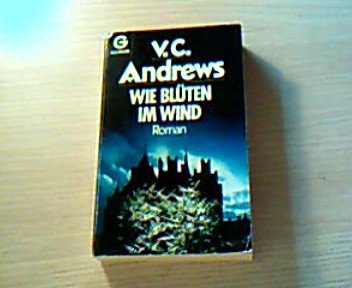 V.C.
Andrews
WIE BLÜTEN
IM WIND
Roman